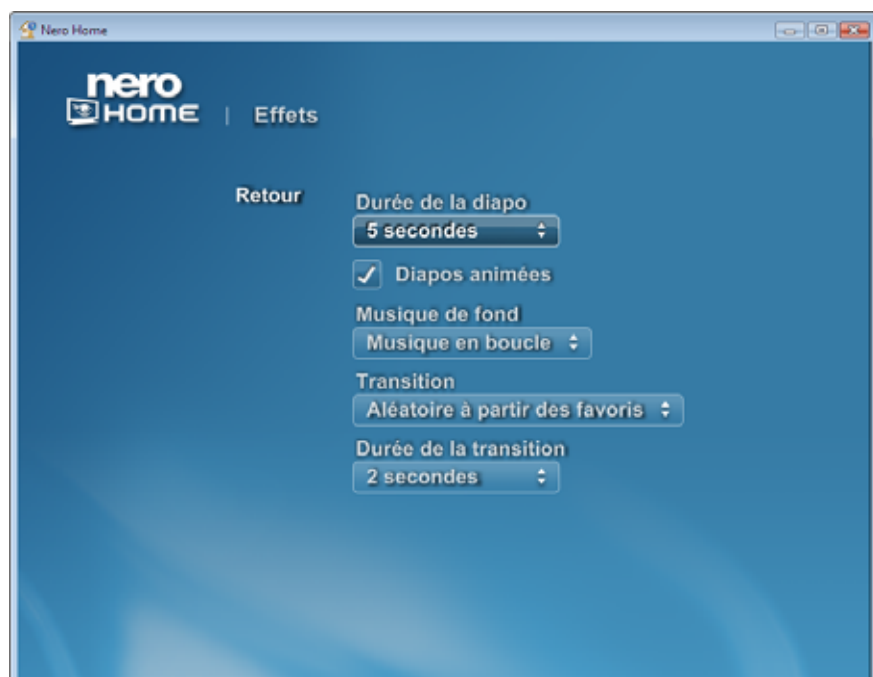 Nero Home
nero
HOME | Effets
Retour
Durée de la diapo
5 secondes
Diapos animées
Musique de fond
Musique en boucle
Transition
Aléatoire à partir des favoris
Durée de la transition
2 secondes